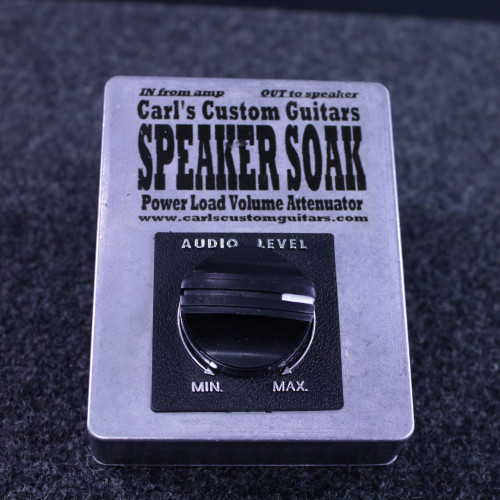 IN from amp OUT to speaker
Carl's Custom Guitars
SPEAKER SOAK
Power Load Volume Attenuator
www.carlscustomguitars.com
AUDIO LEVEL
MIN. MAX.